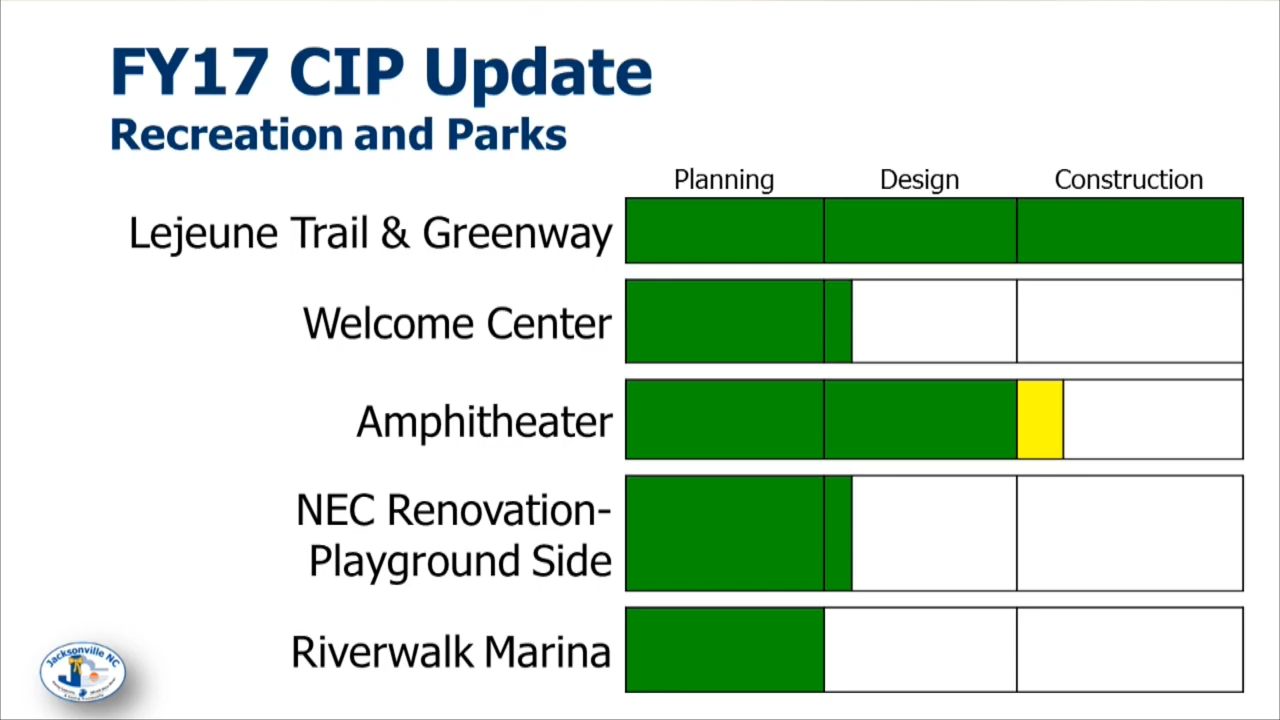 FY17 CIP Update
Recreation and Parks
Planning Design Construction
Lejeune Trail & Greenway
Welcome Center
Amphitheater
NEC Renovation-
Playground Side
Riverwalk Marina
Jacksonville NC